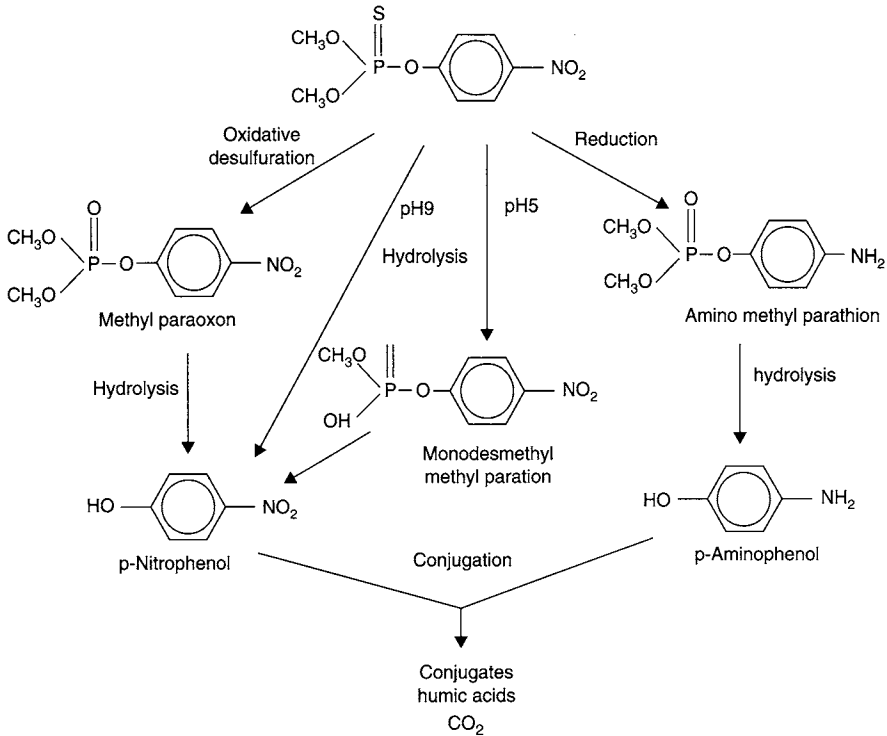 S
CH3O
P
O
NO2
CH3O
Oxidative
desulfuration
Reduction
pH9
pH5
Hydrolysis
O
CH3O
P
O
NO2
CH3O
Methyl paraoxon
O
CH3O
P
O
NH2
CH3O
Amino methyl parathion
Hydrolysis
hydrolysis
CH3O
P
O
NO2
OH
Monodesmethyl
methyl paration
HO
NO2
p-Nitrophenol
HO
NH2
p-Aminophenol
Conjugation
Conjugates
humic acids
CO2